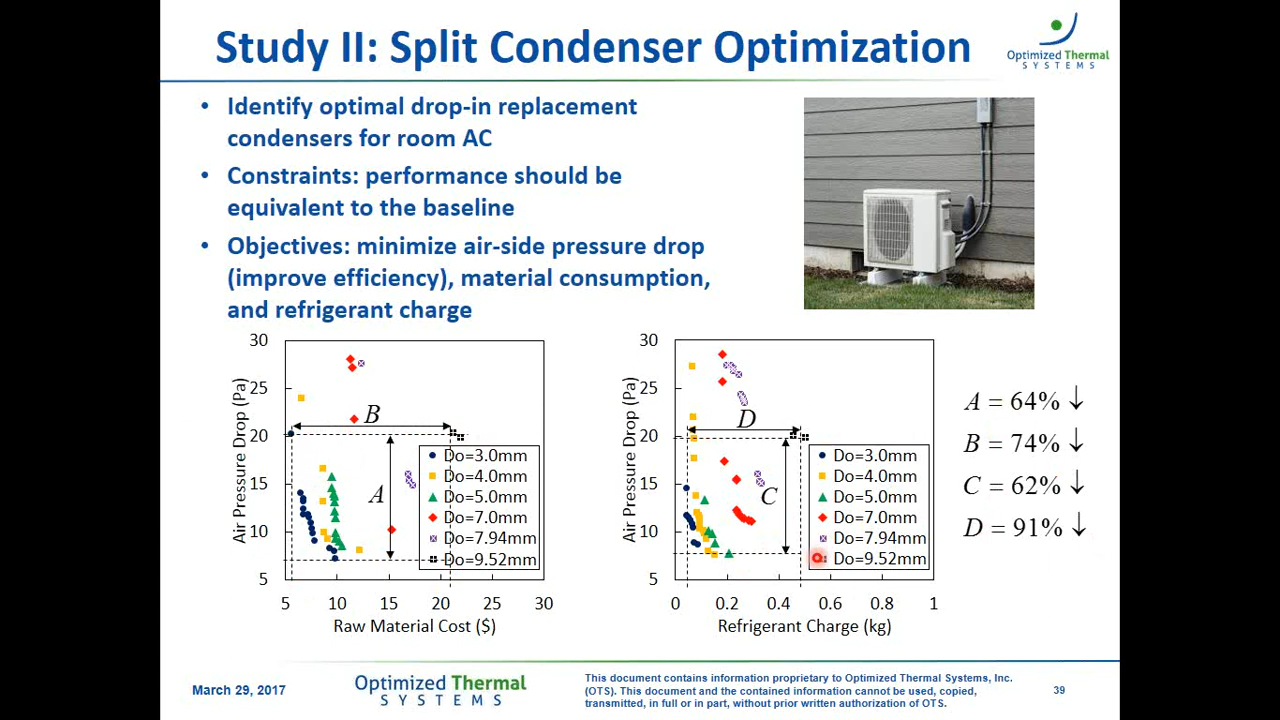 Study II: Split Condenser Optimization
Optimized Thermal
SYSTEMS
• Identify optimal drop-in replacement
condensers for room AC
• Constraints: performance should be
equivalent to the baseline
• Objectives: minimize air-side pressure drop
(improve efficiency), material consumption,
and refrigerant charge
30
25
20
15
10
5
Air Pressure Drop (Pa)
B
A
Do=3.0mm
Do=4.0mm
Do=5.0mm
Do=7.0mm
Do=7.94mm
Do=9.52mm
5 10 15 20 25 30
Raw Material Cost ($)
30
25
20
15
10
5
Air Pressure Drop (Pa)
D
C
Do=3.0mm
Do=4.0mm
Do=5.0mm
Do=7.0mm
Do=7.94mm
Do=9.52mm
0 0.2 0.4 0.6 0.8 1
Refrigerant Charge (kg)
A = 64% ↓
B = 74% ↓
C = 62% ↓
D = 91% ↓
March 29, 2017
Optimized Thermal
SYSTEMS
This document contains information proprietary to Optimized Thermal Systems, Inc.
(OTS). This document and the contained information cannot be used, copied,
transmitted, in full or in part, without prior written authorization of OTS.
39